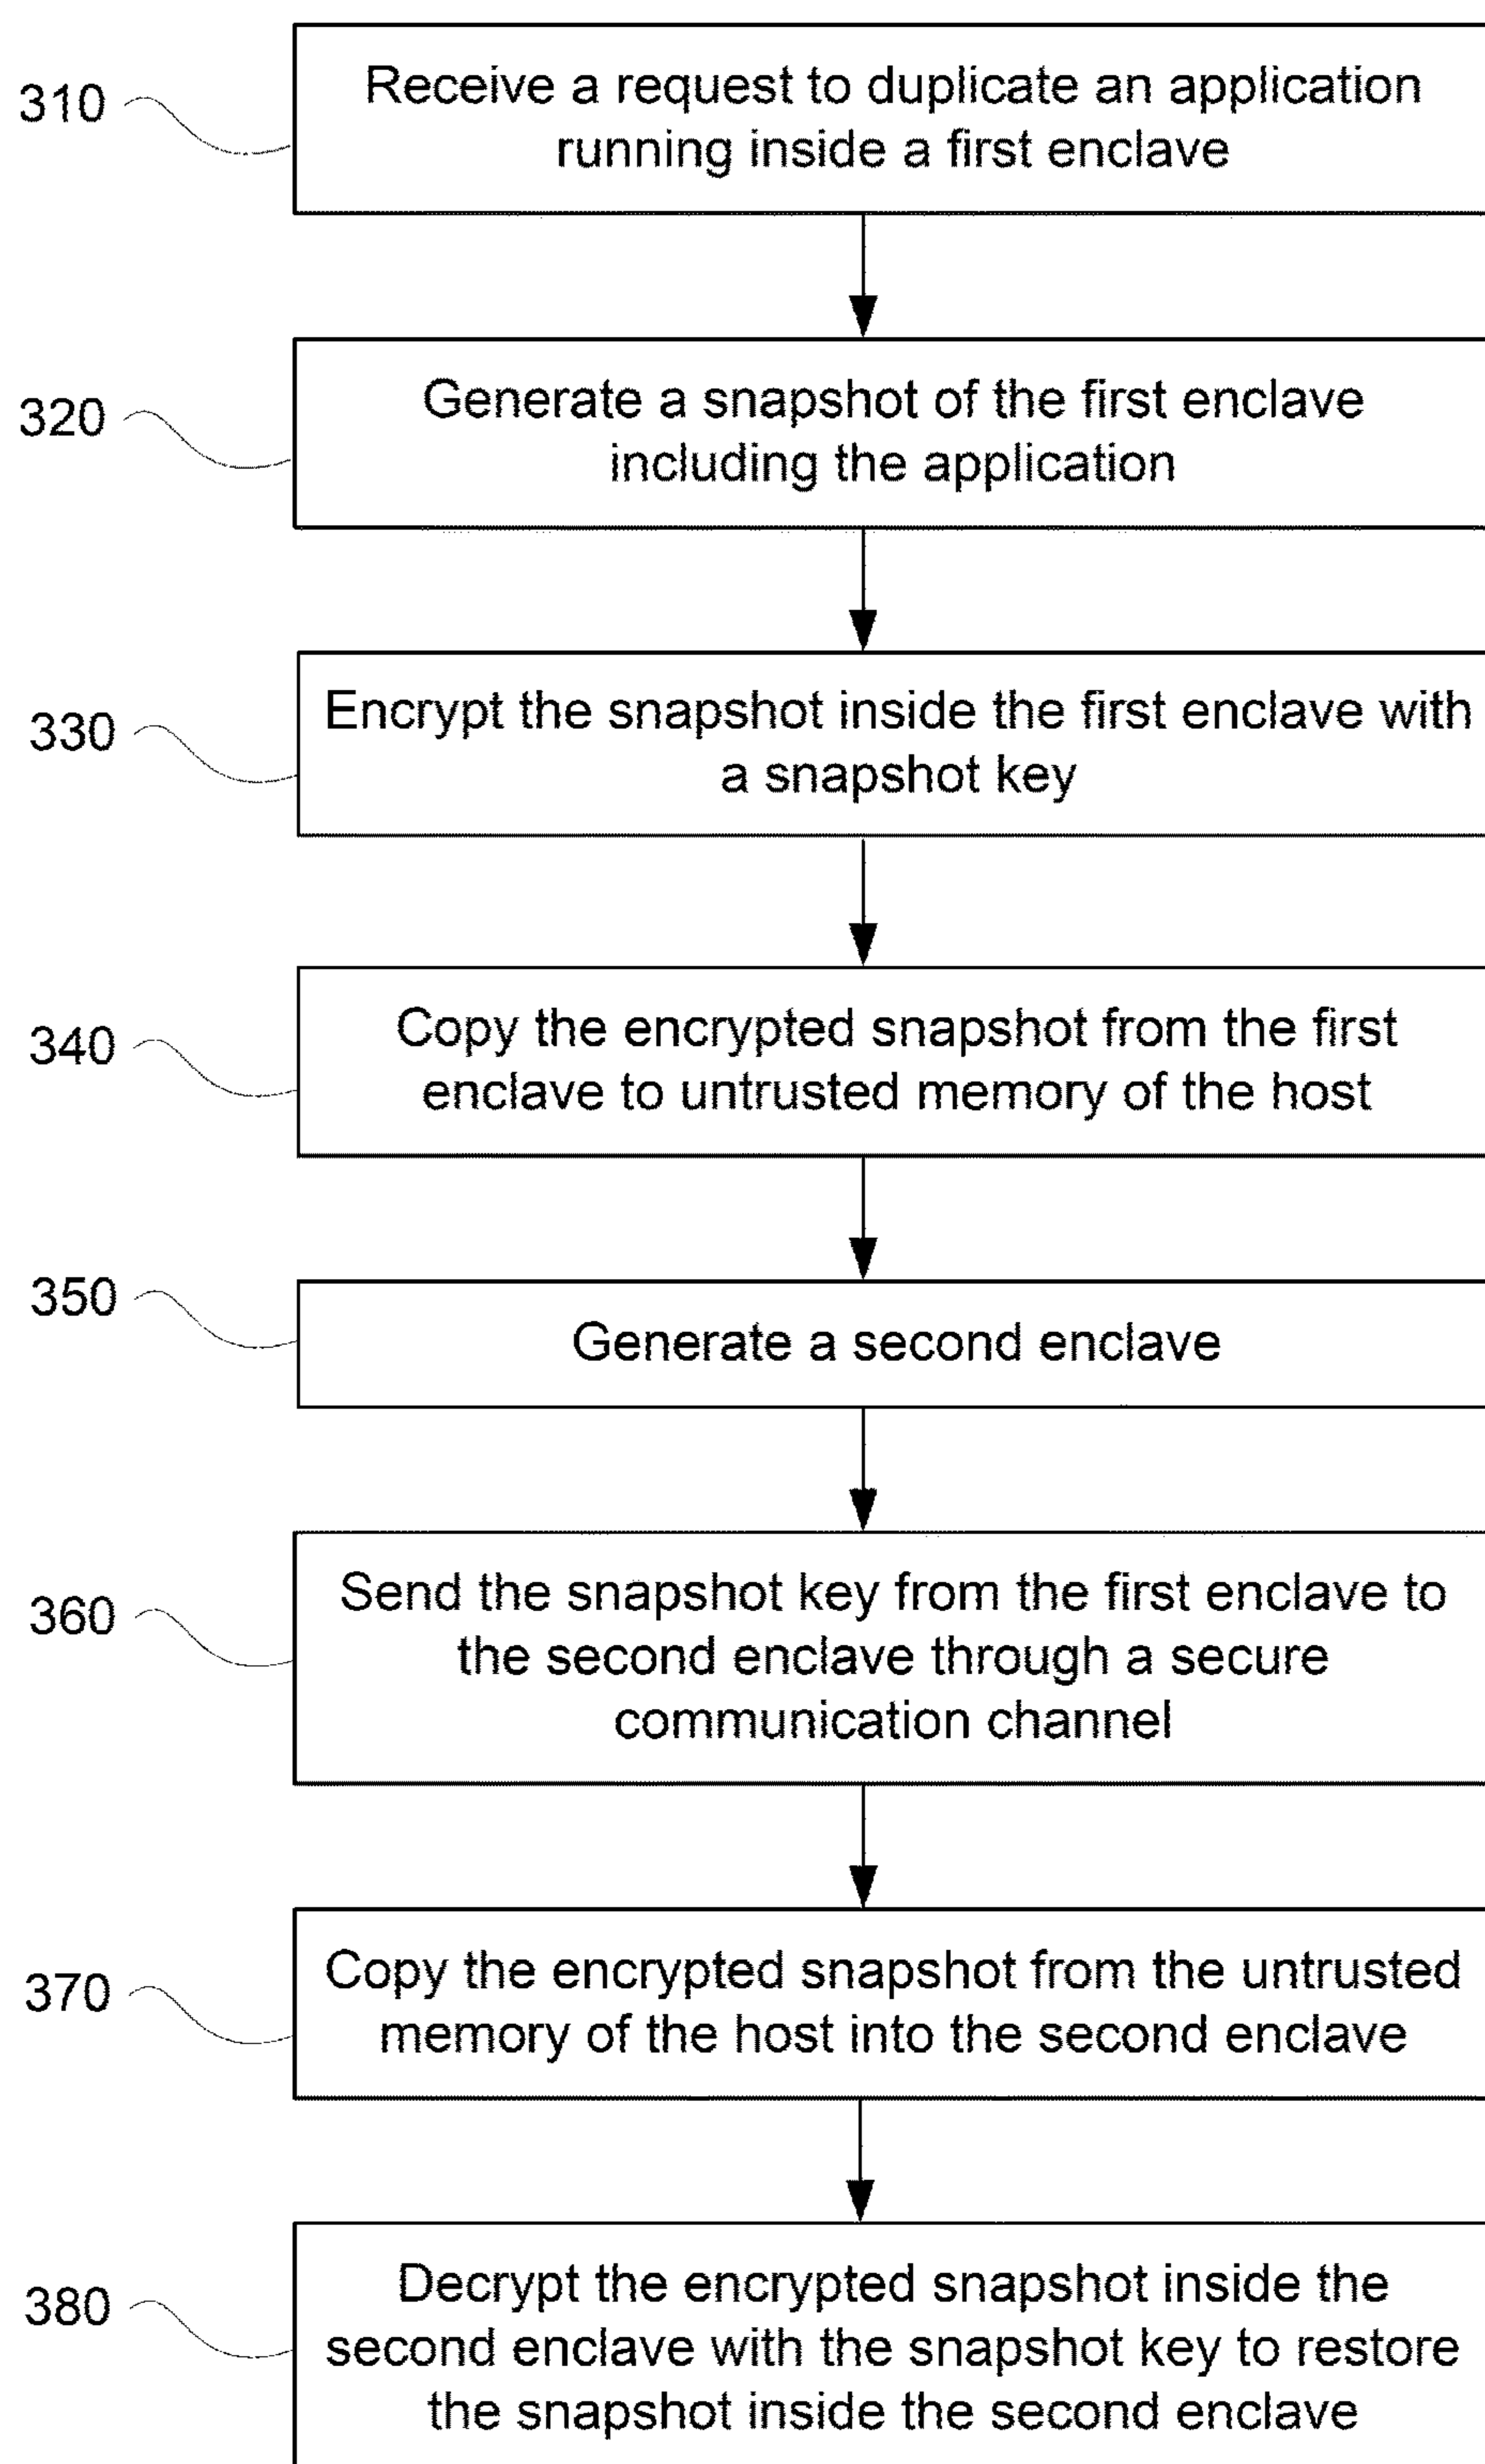 310
Receive a request to duplicate an application
running inside a first enclave
320
Generate a snapshot of the first enclave
including the application
330
Encrypt the snapshot inside the first enclave with
a snapshot key
340
Copy the encrypted snapshot from the first
enclave to untrusted memory of the host
350
Generate a second enclave
360
Send the snapshot key from the first enclave to
the second enclave through a secure
communication channel
370
Copy the encrypted snapshot from the untrusted
memory of the host into the second enclave
380
Decrypt the encrypted snapshot inside the
second enclave with the snapshot key to restore
the snapshot inside the second enclave